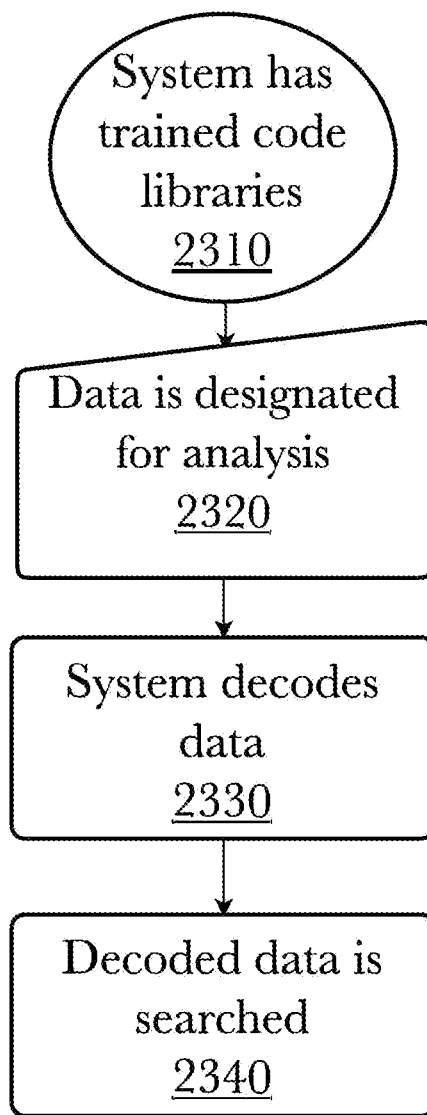 System has
trained code
libraries
2310
Data is designated
for analysis
2320
System decodes
data
2330
Decoded data is
searched
2340